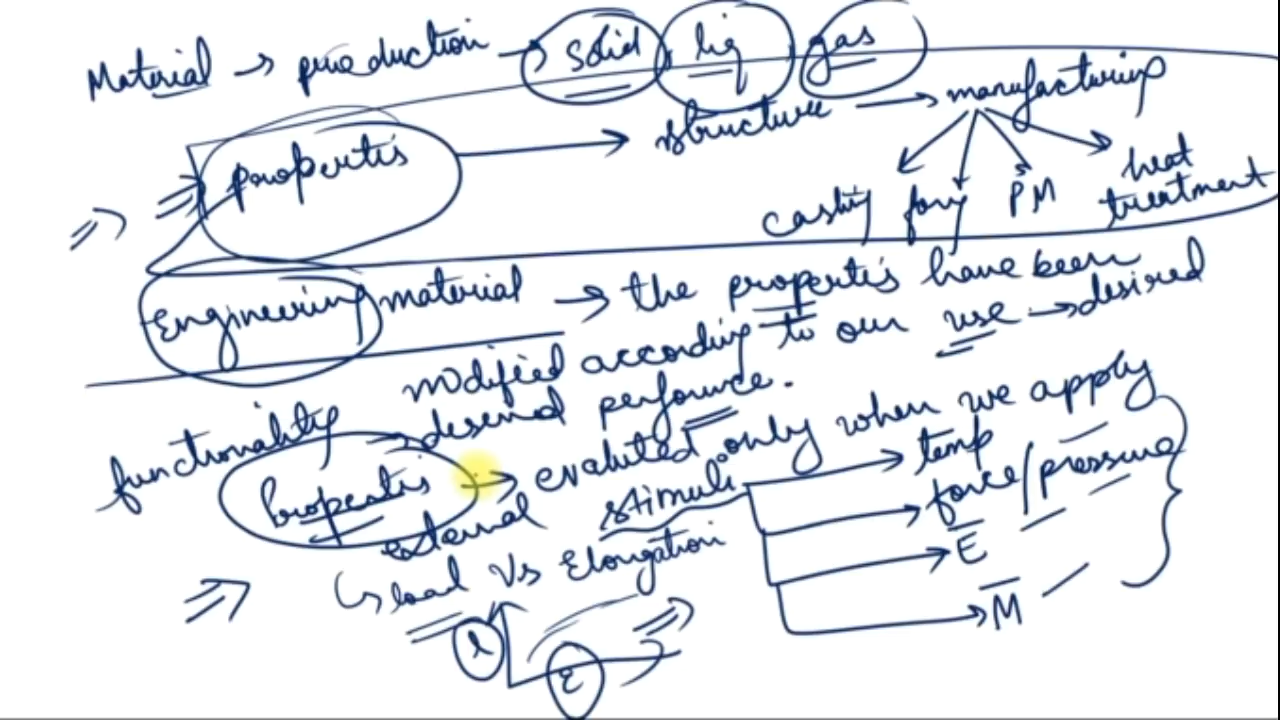 Material → production → solid liq gas
properties → structure → manufacturing
casting forg PM heat treatment
Engineering material → the properties have been
modified according to our use → desired
functionality → desired performance.
Properties → evaluted only when we apply
external stimuli
temp
force/pressure
E
M
↳ load Vs Elongation
l
ε